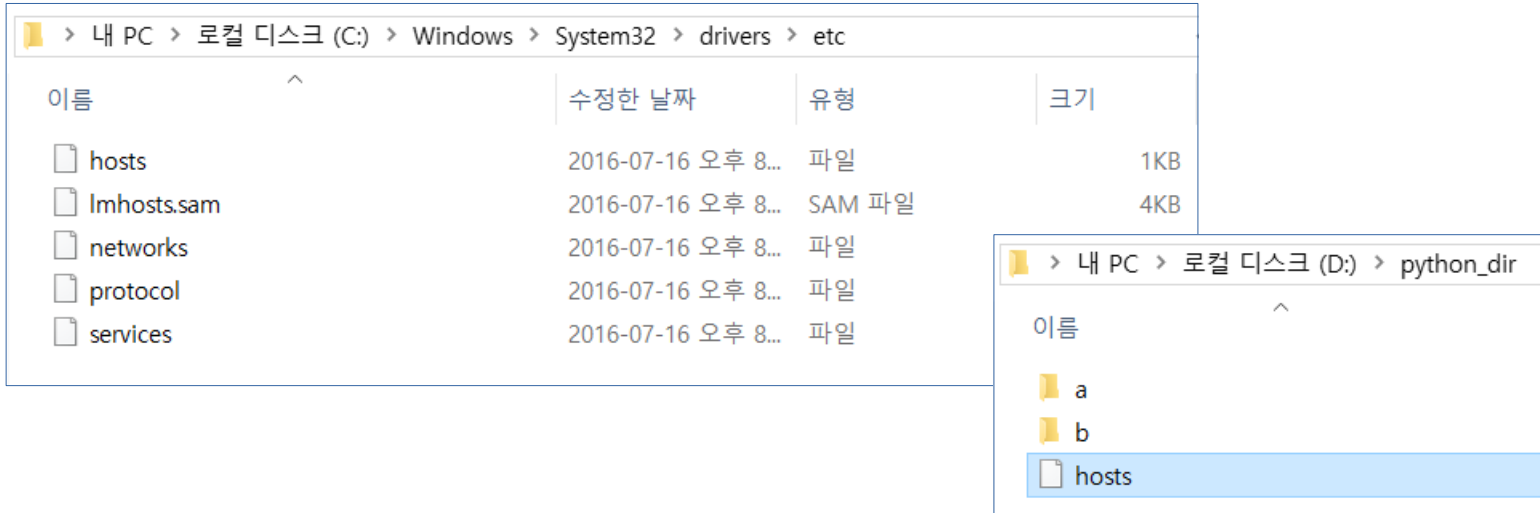 > 내 PC > 로컬 디스크 (C:) > Windows > System32 > drivers > etc
이름 수정한 날짜 유형 크기
hosts 2016-07-16 오후 8... 파일 1KB
lmhosts.sam 2016-07-16 오후 8... SAM 파일 4KB
networks 2016-07-16 오후 8... 파일
protocol 2016-07-16 오후 8... 파일
services 2016-07-16 오후 8... 파일
> 내 PC > 로컬 디스크 (D:) > python_dir
이름
a
b
hosts